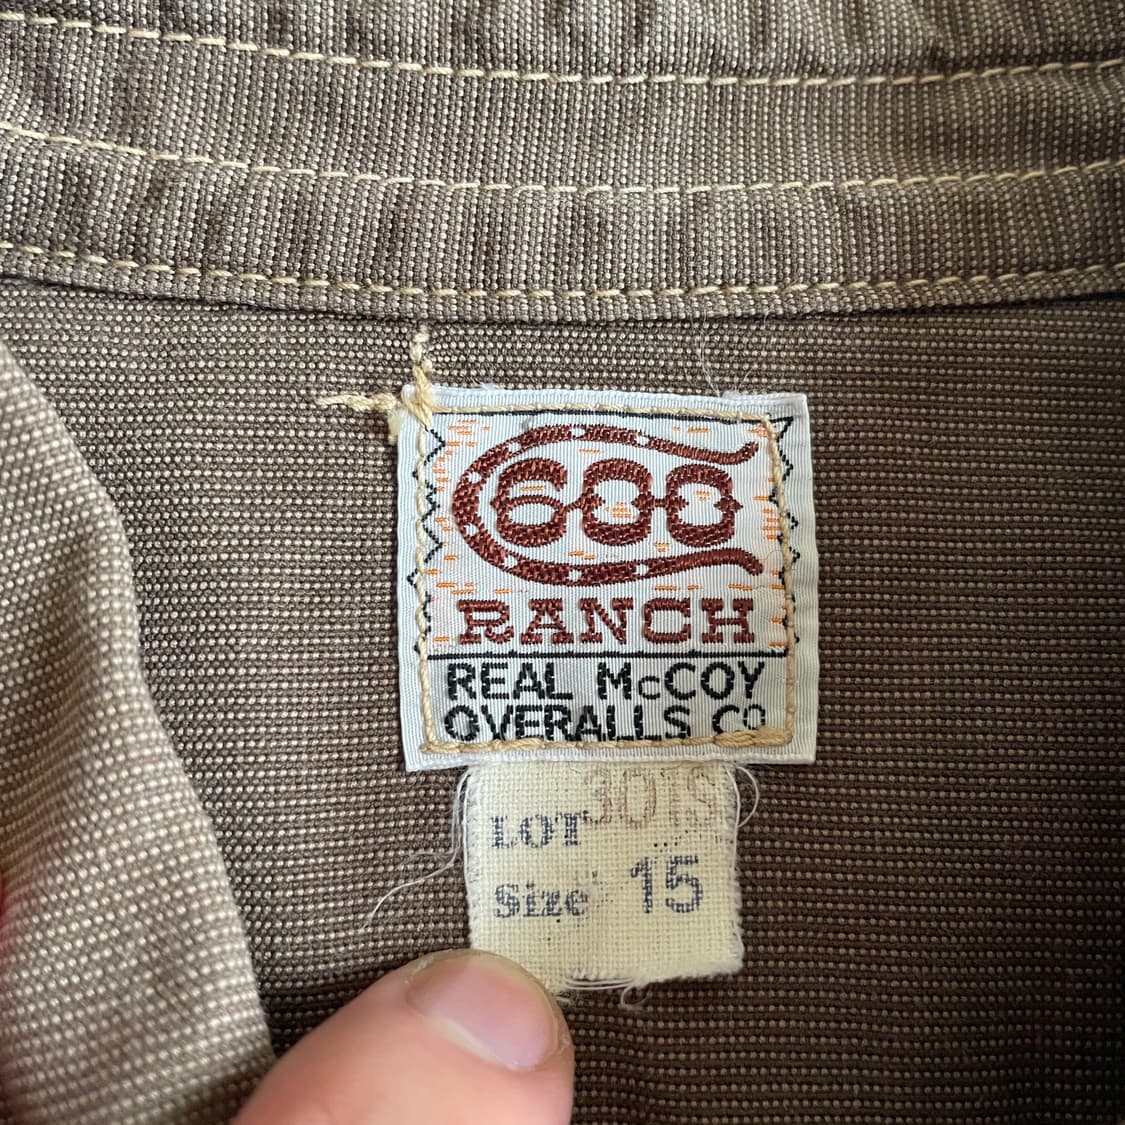 600
RANCH
REAL McCOY
OVERALLS Co
LOT 301S
Size 15